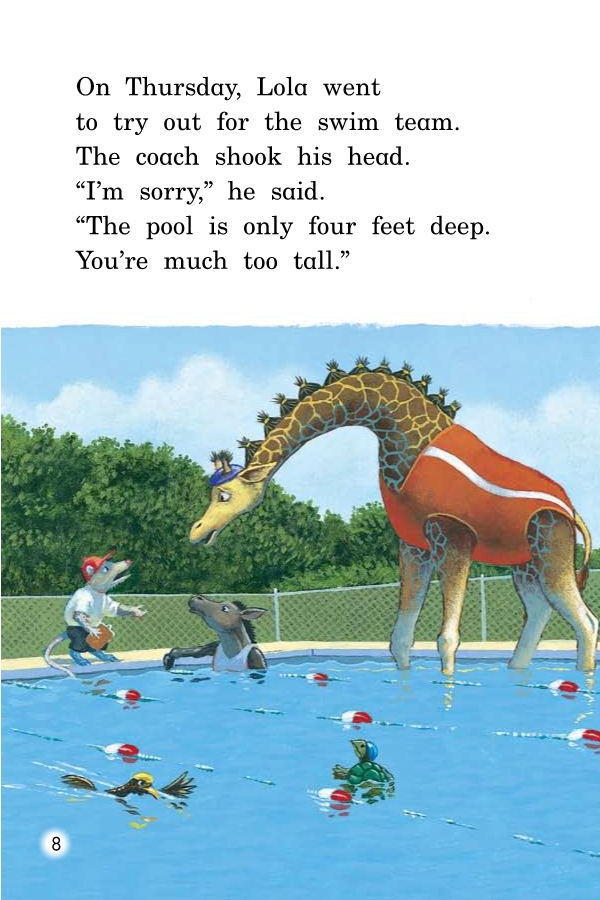 On Thursday, Lola went
to try out for the swim team.
The coach shook his head.
“I’m sorry,” he said.
“The pool is only four feet deep.
You’re much too tall.”
8